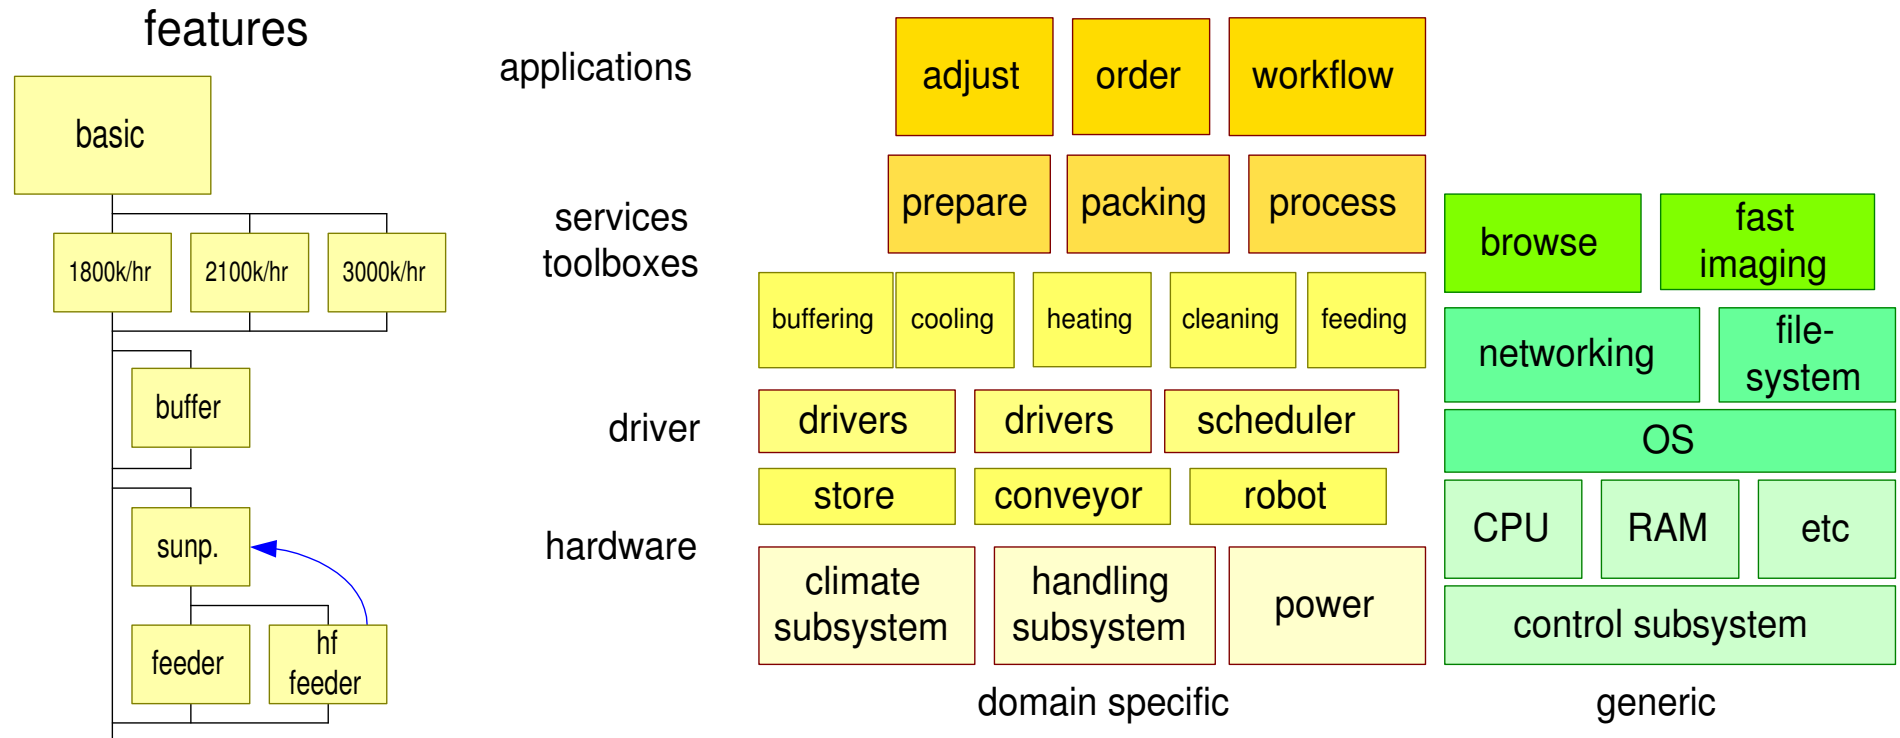 features
basic
1800k/hr 2100k/hr 3000k/hr
buffer
sunp.
feeder
hf
feeder
applications
services
toolboxes
driver
hardware
adjust order workflow
prepare packing process
buffering cooling heating cleaning feeding
drivers drivers scheduler
store conveyor robot
climate
subsystem
handling
subsystem
power
domain specific
browse
fast
imaging
networking
file-
system
OS
CPU RAM etc
control subsystem
generic